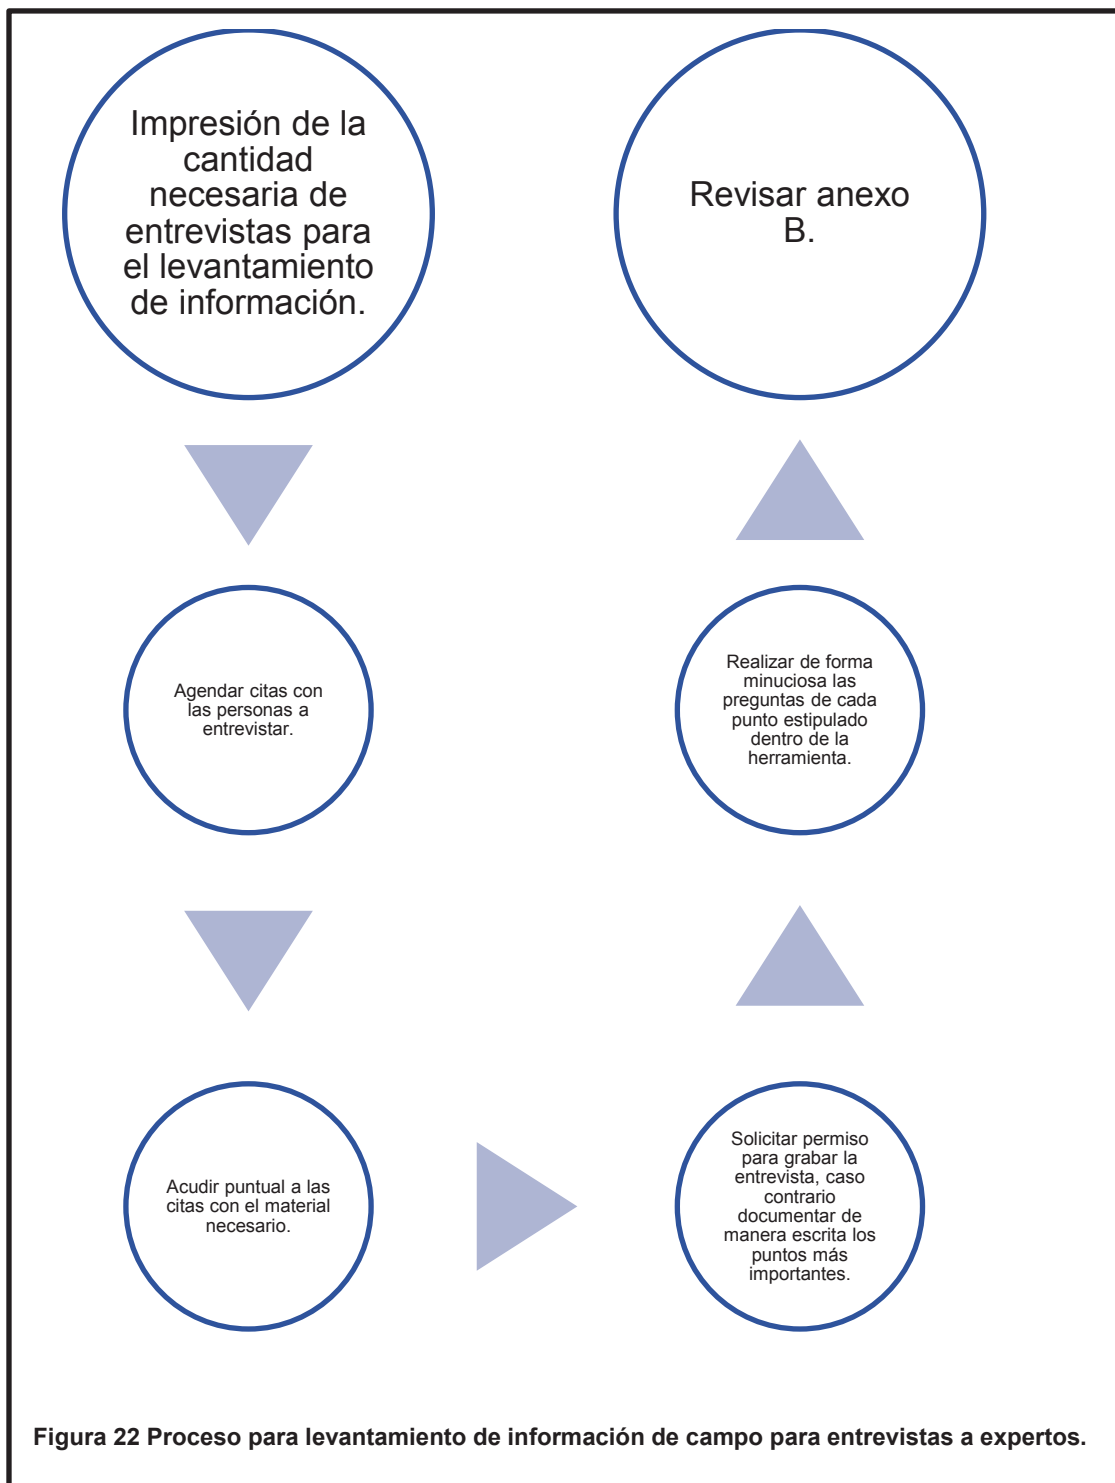 Impresión de la
cantidad
necesaria de
entrevistas para
el levantamiento
de información.
Agendar citas con
las personas a
entrevistar.
Acudir puntual a las
citas con el material
necesario.
Solicitar permiso
para grabar la
entrevista, caso
contrario
documentar de
manera escrita los
puntos más
importantes.
Realizar de forma
minuciosa las
preguntas de cada
punto estipulado
dentro de la
herramienta.
Revisar anexo
B.
Figura 22 Proceso para levantamiento de información de campo para entrevistas a expertos.